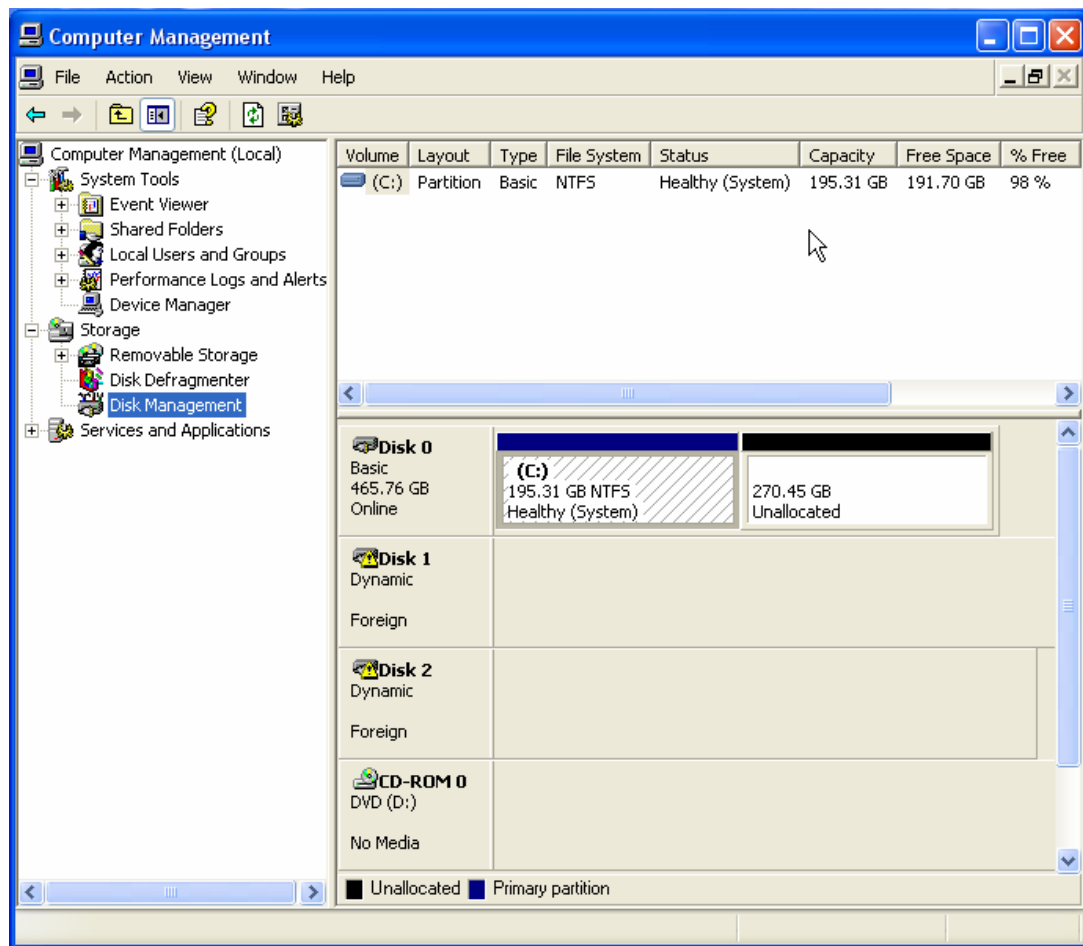 Computer Management
File Action View Window Help
Computer Management (Local)
System Tools
Event Viewer
Shared Folders
Local Users and Groups
Performance Logs and Alerts
Device Manager
Storage
Removable Storage
Disk Defragmenter
Disk Management
Services and Applications
Volume Layout Type File System Status Capacity Free Space % Free
(C:) Partition Basic NTFS Healthy (System) 195.31 GB 191.70 GB 98 %
Disk 0
Basic
465.76 GB
Online
(C:)
195.31 GB NTFS
Healthy (System)
270.45 GB
Unallocated
Disk 1
Dynamic
Foreign
Disk 2
Dynamic
Foreign
CD-ROM 0
DVD (D:)
No Media
Unallocated Primary partition